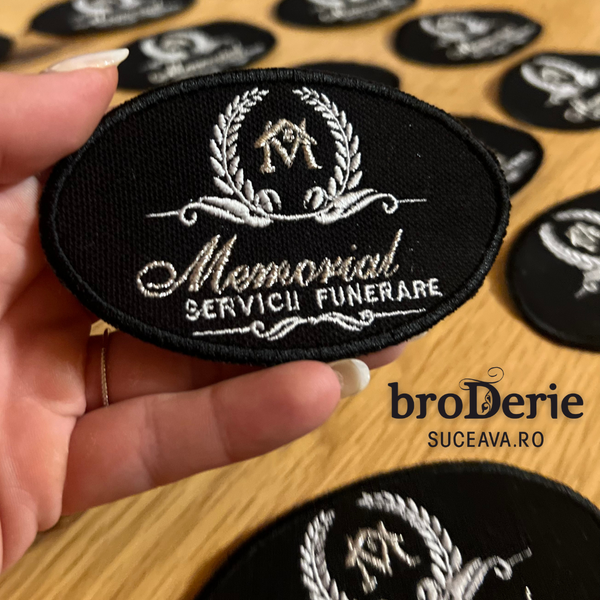 M
Memorial
SERVICII FUNERARE
broDerie
SUCEAVA.RO